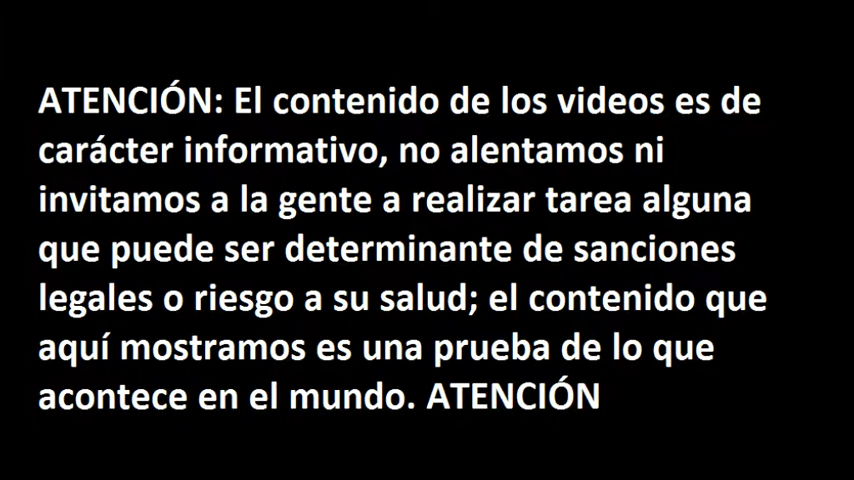 ATENCIÓN: El contenido de los videos es de
carácter informativo, no alentamos ni
invitamos a la gente a realizar tarea alguna
que puede ser determinante de sanciones
legales o riesgo a su salud; el contenido que
aquí mostramos es una prueba de lo que
acontece en el mundo. ATENCIÓN